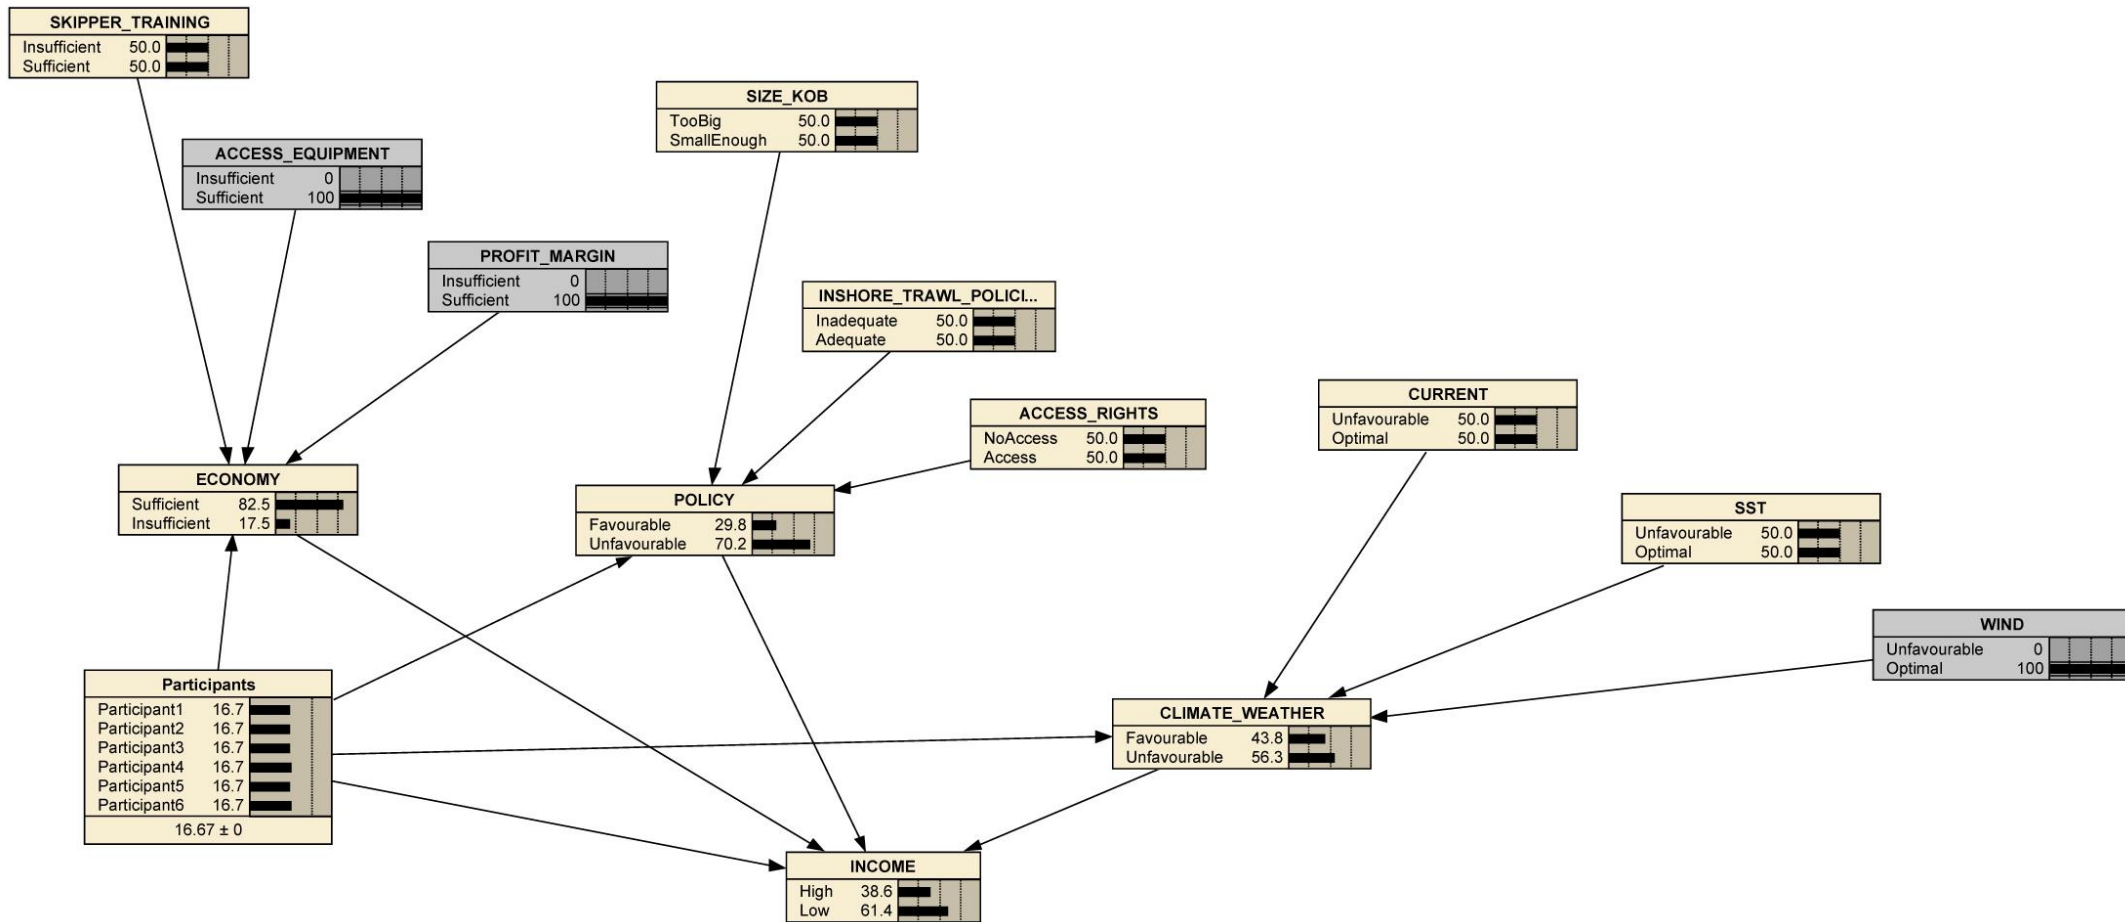 SKIPPER_TRAINING
Insufficient 50.0
Sufficient 50.0
ACCESS_EQUIPMENT
Insufficient 0
Sufficient 100
PROFIT_MARGIN
Insufficient 0
Sufficient 100
SIZE_KOB
TooBig 50.0
SmallEnough 50.0
INSHORE_TRAWL_POLICI...
Inadequate 50.0
Adequate 50.0
ACCESS_RIGHTS
NoAccess 50.0
Access 50.0
CURRENT
Unfavourable 50.0
Optimal 50.0
SST
Unfavourable 50.0
Optimal 50.0
WIND
Unfavourable 0
Optimal 100
ECONOMY
Sufficient 82.5
Insufficient 17.5
POLICY
Favourable 29.8
Unfavourable 70.2
Participants
Participant1 16.7
Participant2 16.7
Participant3 16.7
Participant4 16.7
Participant5 16.7
Participant6 16.7
16.67 ± 0
CLIMATE_WEATHER
Favourable 43.8
Unfavourable 56.3
INCOME
High 38.6
Low 61.4